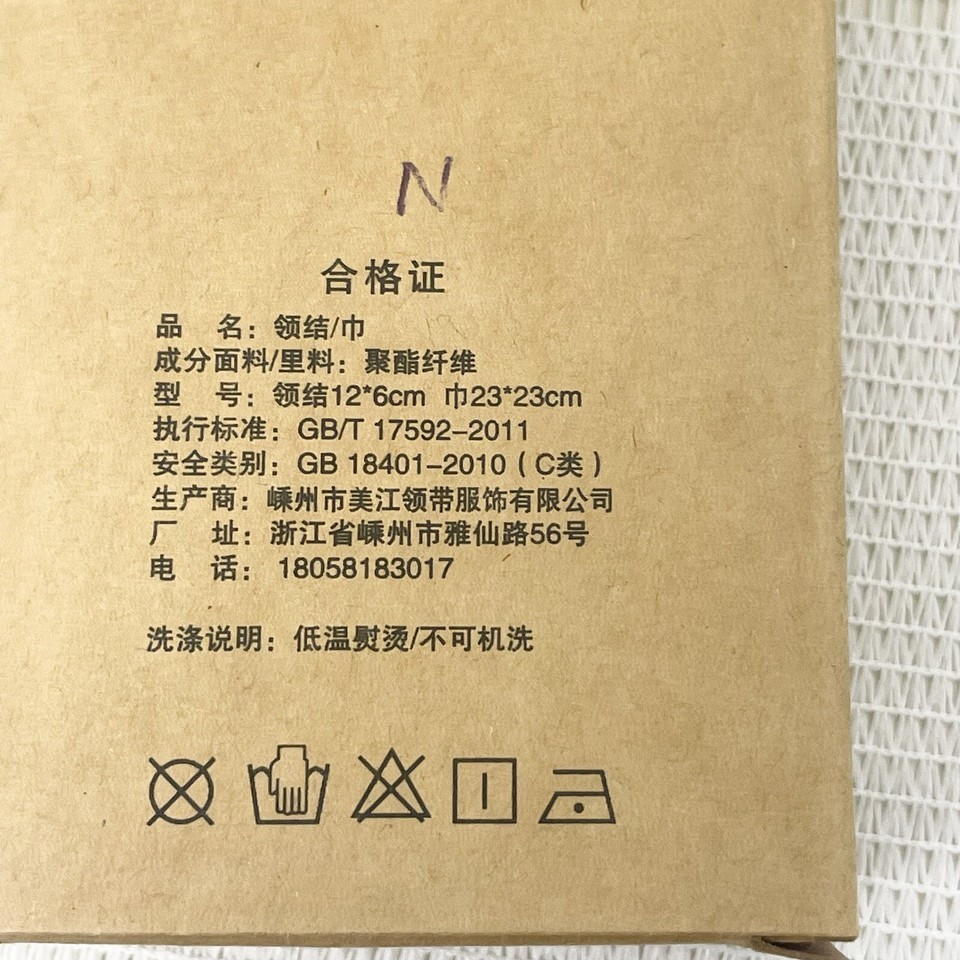 N
合格证
品 名：领结/巾
成分面料/里料：聚酯纤维
型 号：领结12*6cm 巾23*23cm
执行标准：GB/T 17592-2011
安全类别：GB 18401-2010（C类）
生产商：嵊州市美江领带服饰有限公司
厂 址：浙江省嵊州市雅仙路56号
电 话：18058183017
洗涤说明：低温熨烫/不可机洗